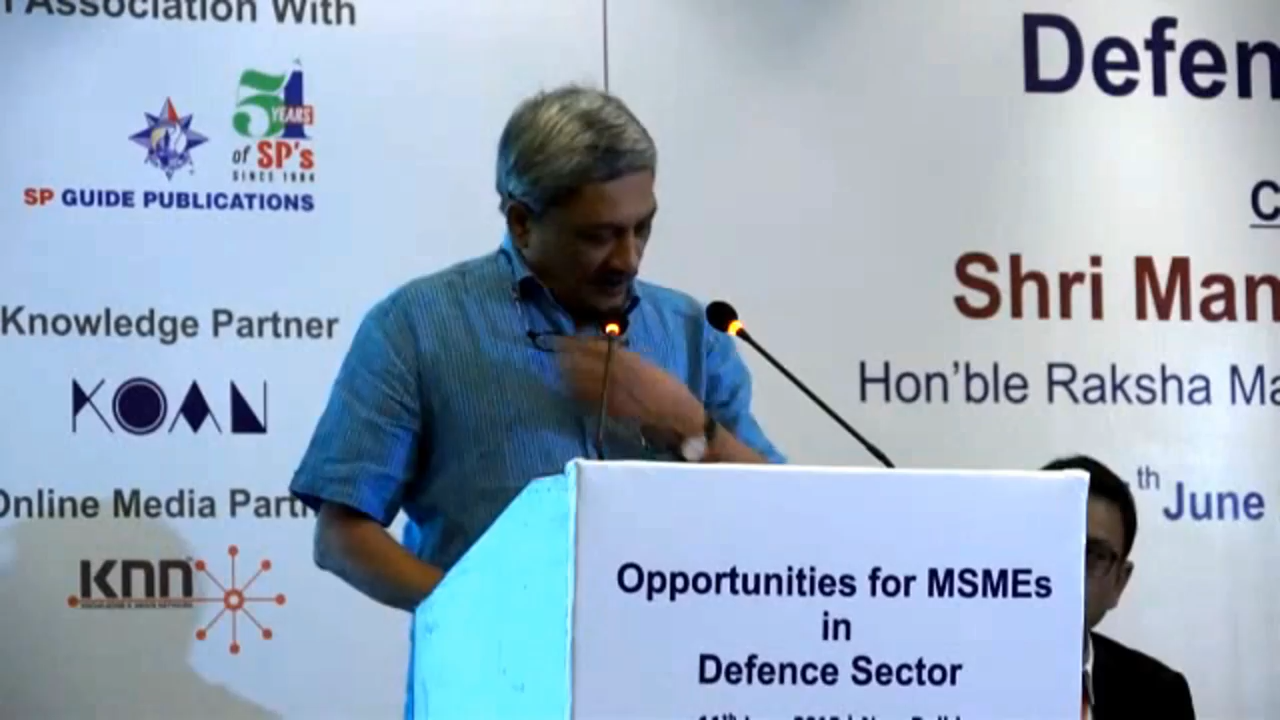 Association With
51
YEARS
of SP's
SINCE 1964
SP GUIDE PUBLICATIONS
Knowledge Partner
KOAN
Online Media
KNN
Defen
C
Shri Man
Hon'ble Raksha Ma
th June
Opportunities for MSMEs
in
Defence Sector